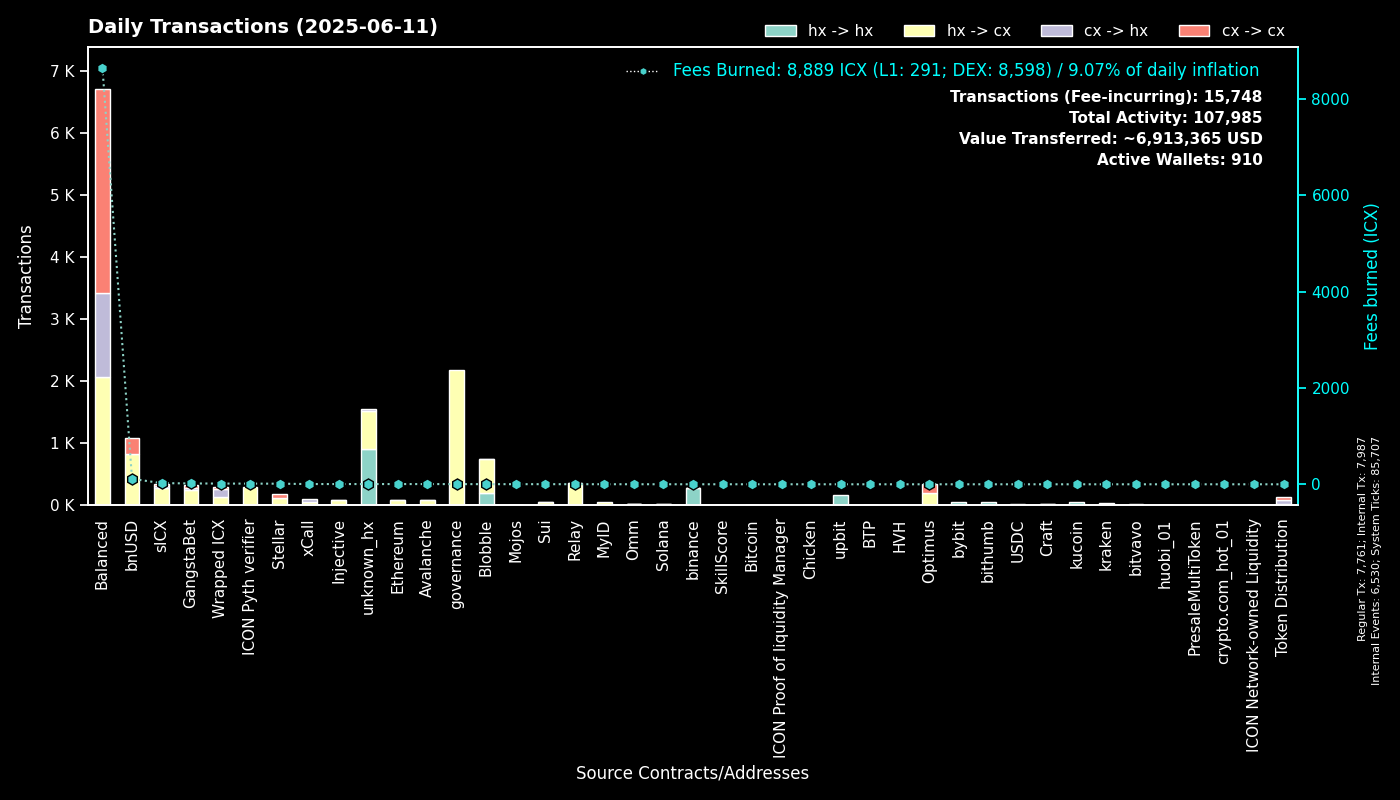 Daily Transactions (2025-06-11)
hx -> hx
hx -> cx
cx -> hx
cx -> cx
Fees Burned: 8,889 ICX (L1: 291; DEX: 8,598) / 9.07% of daily inflation
Transactions (Fee-incurring): 15,748
Total Activity: 107,985
Value Transferred: ~6,913,365 USD
Active Wallets: 910
Transactions
7 K
6 K
5 K
4 K
3 K
2 K
1 K
0 K
8000
6000
4000
2000
0
Fees burned (ICX)
Regular Tx: 7,761; Internal Tx: 7,987
Internal Events: 6,530; System Ticks: 85,707
Balanced
bnUSD
sICX
GangstaBet
Wrapped ICX
ICON Pyth verifier
Stellar
xCall
Injective
unknown_hx
Ethereum
Avalanche
governance
Blobble
Mojos
Sui
Relay
MyID
Omm
Solana
binance
SkillScore
Bitcoin
ICON Proof of liquidity Manager
Chicken
upbit
BTP
HVH
Optimus
bybit
bithumb
USDC
Craft
kucoin
kraken
bitvavo
huobi_01
PresaleMultiToken
crypto.com_hot_01
ICON Network-owned Liquidity
Token Distribution
Source Contracts/Addresses